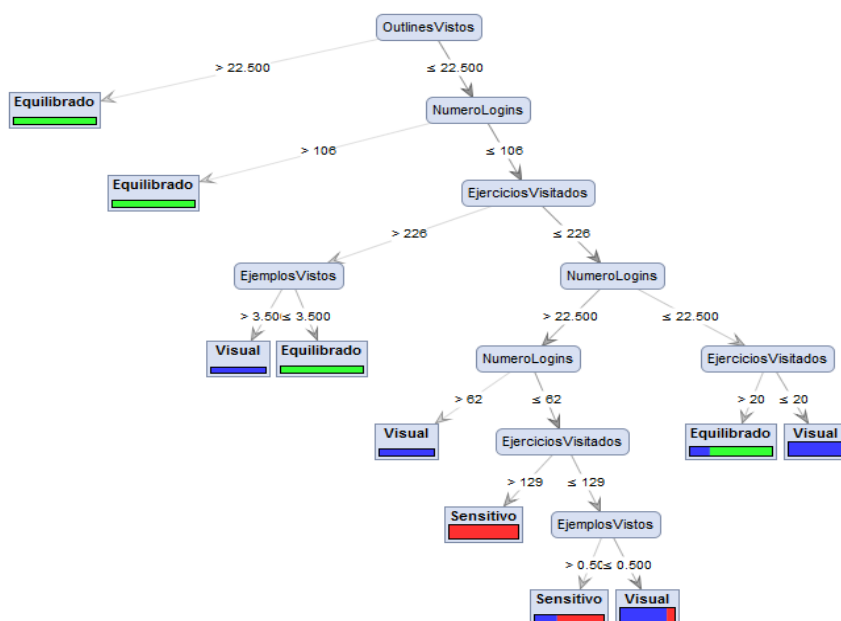 OutlinesVistos
> 22.500
≤ 22.500
Equilibrado
NumeroLogins
> 106
≤ 106
Equilibrado
EjerciciosVisitados
> 226
≤ 226
EjemplosVistos
NumeroLogins
> 3.500
≤ 3.500
> 22.500
≤ 22.500
Visual
Equilibrado
NumeroLogins
EjerciciosVisitados
> 62
≤ 62
> 20
≤ 20
Visual
EjerciciosVisitados
Equilibrado
Visual
> 129
≤ 129
Sensitivo
EjemplosVistos
> 0.500
≤ 0.500
Sensitivo
Visual